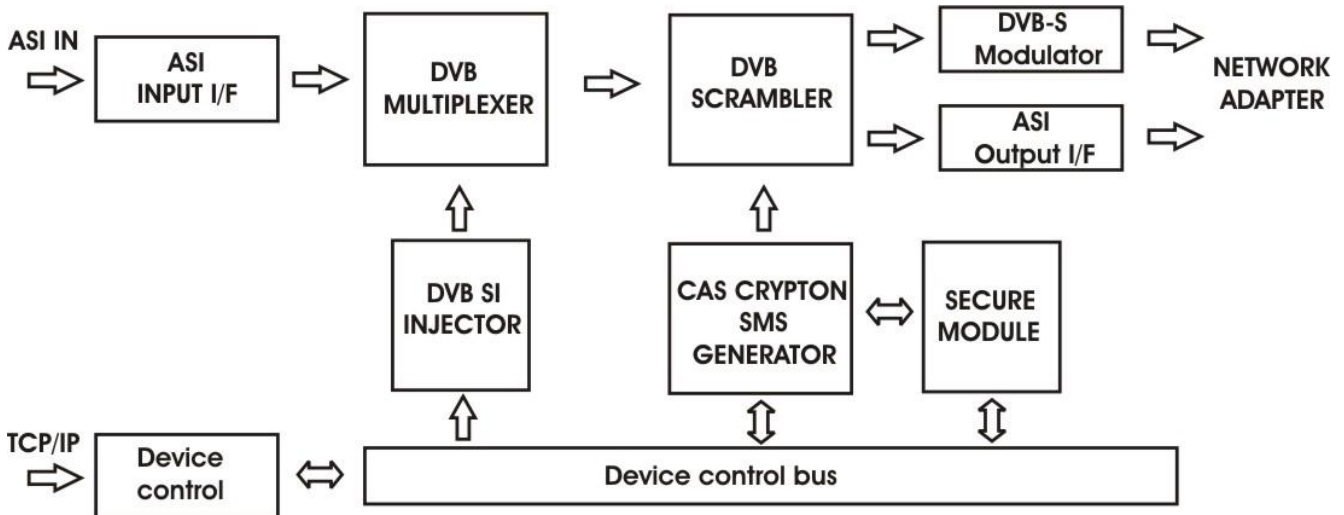 ASI IN
ASI
INPUT I/F
DVB
MULTIPLEXER
DVB
SCRAMBLER
DVB-S
Modulator
ASI
Output I/F
NETWORK
ADAPTER
DVB SI
INJECTOR
CAS CRYPTON
SMS
GENERATOR
SECURE
MODULE
TCP/IP
Device
control
Device control bus